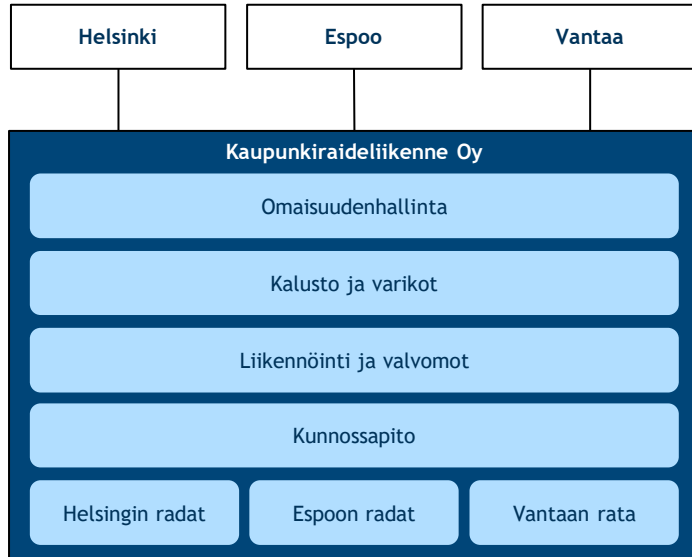 Helsinki
Espoo
Vantaa
Kaupunkiraideliikenne Oy
Omaisuudenhallinta
Kalusto ja varikot
Liikennöinti ja valvomot
Kunnossapito
Helsingin radat
Espoon radat
Vantaan rata